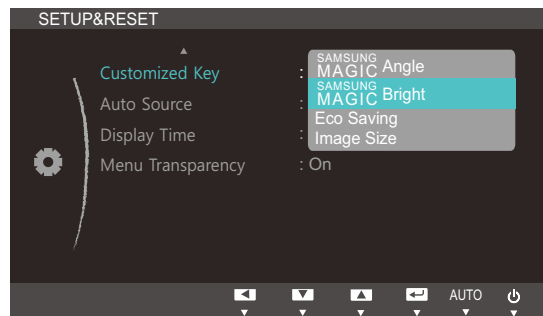 SETUP&RESET
Customized Key :
SAMSUNG MAGIC Angle
SAMSUNG MAGIC Bright
Eco Saving
Image Size
Auto Source :
Display Time :
Menu Transparency : On
AUTO